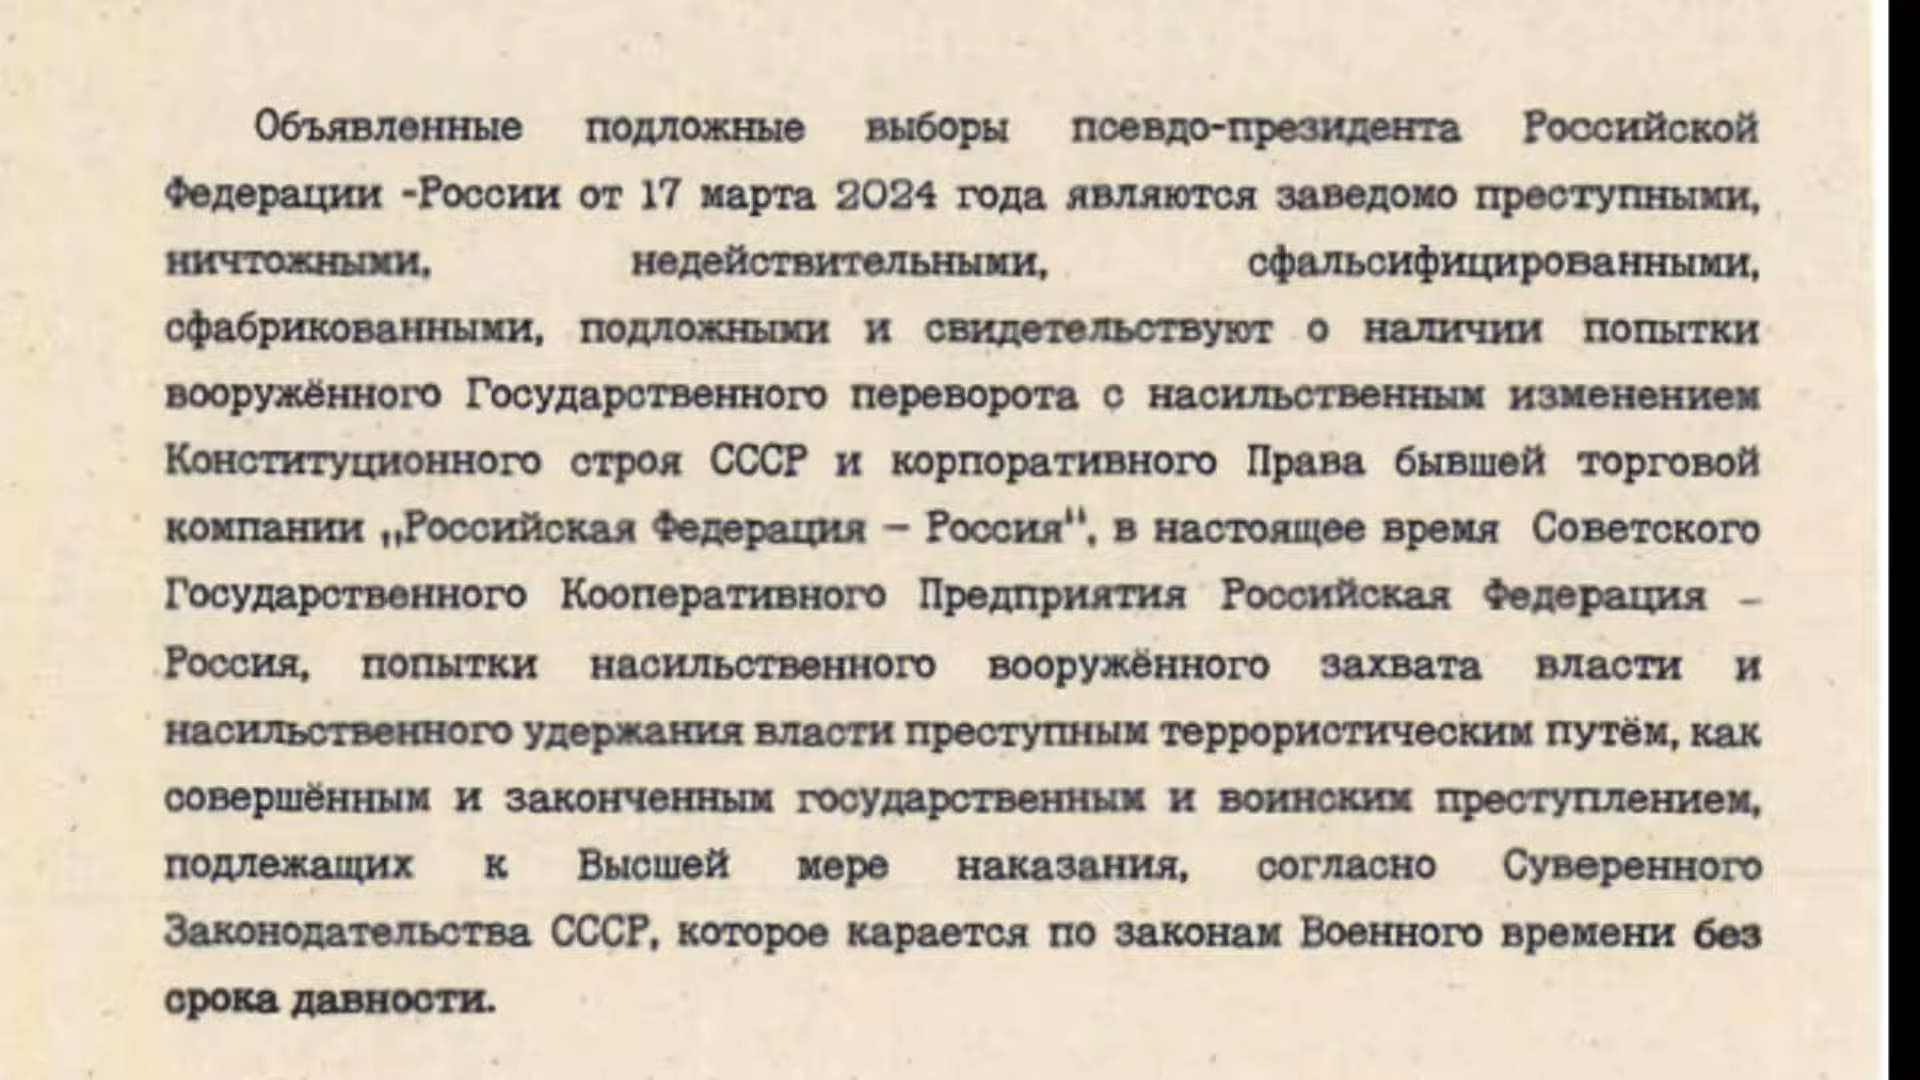 Объявленные подложные выборы псевдо-президента Российской
Федерации -России от 17 марта 2024 года являются заведомо преступными,
ничтожными, недействительными, сфальсифицированными,
сфабрикованными, подложными и свидетельствуют о наличии попытки
вооружённого Государственного переворота с насильственным изменением
Конституционного строя СССР и корпоративного Права бывшей торговой
компании „Российская Федерация – Россия“, в настоящее время Советского
Государственного Кооперативного Предприятия Российская Федерация –
Россия, попытки насильственного вооружённого захвата власти и
насильственного удержания власти преступным террористическим путём, как
совершённым и законченным государственным и воинским преступлением,
подлежащих к Высшей мере наказания, согласно Суверенного
Законодательства СССР, которое карается по законам Военного времени без
срока давности.